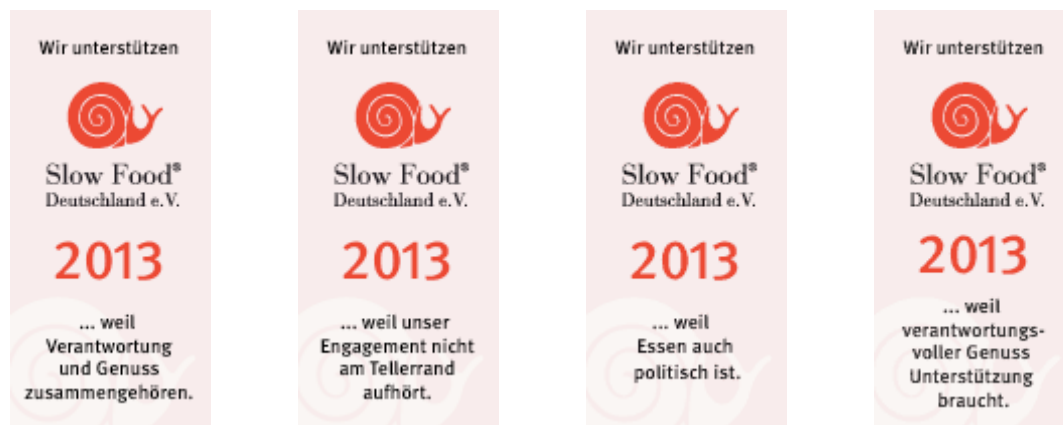 Wir unterstützen
Slow Food®
Deutschland e.V.
2013
... weil
Verantwortung
und Genuss
zusammengehören.
Wir unterstützen
Slow Food®
Deutschland e.V.
2013
... weil unser
Engagement nicht
am Tellerrand
aufhört.
Wir unterstützen
Slow Food®
Deutschland e.V.
2013
... weil
Essen auch
politisch ist.
Wir unterstützen
Slow Food®
Deutschland e.V.
2013
... weil
verantwortungs-
voller Genuss
Unterstützung
braucht.